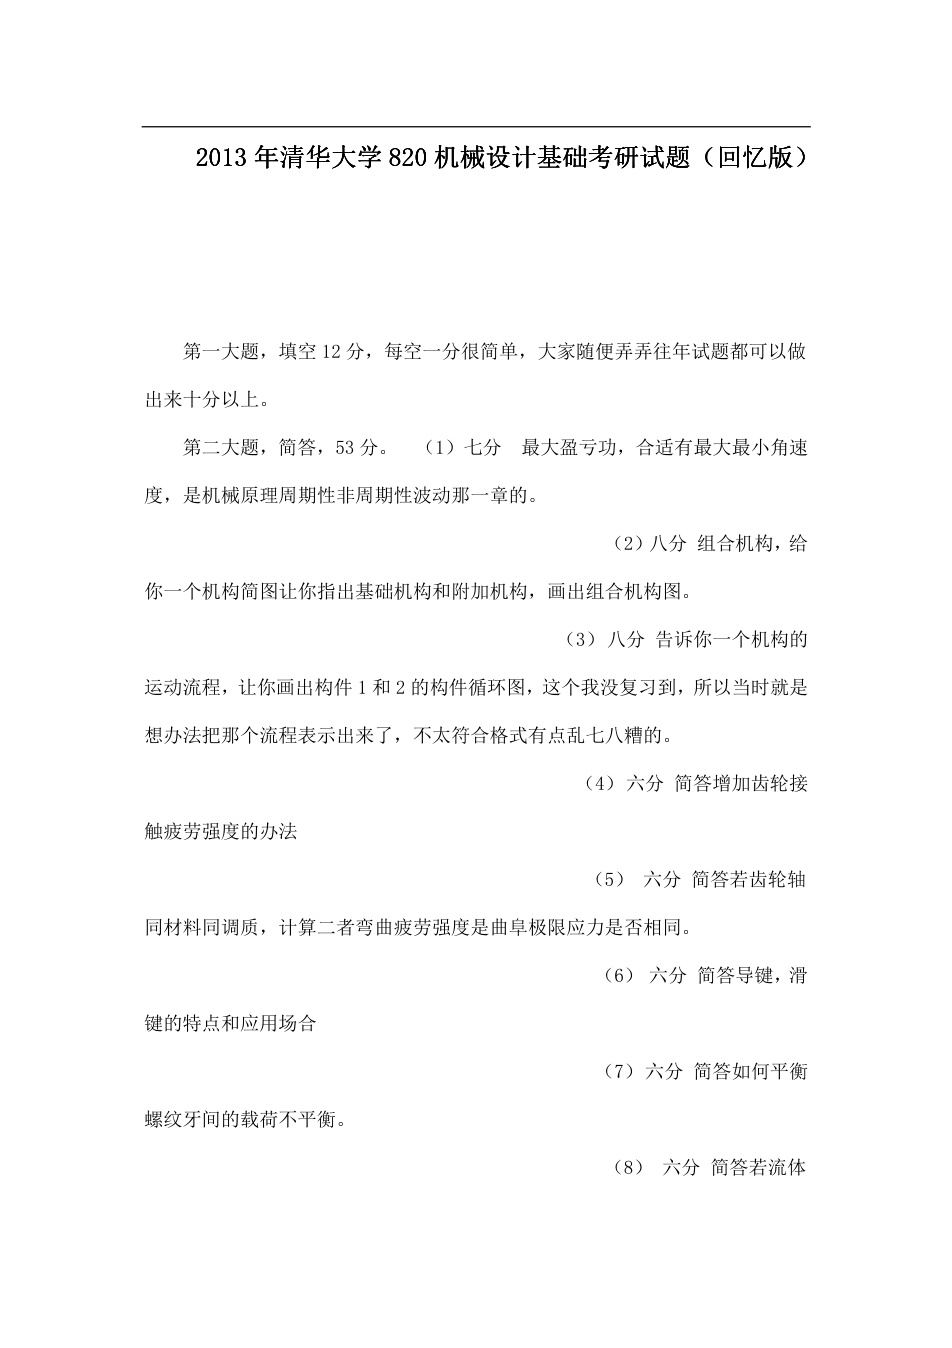 2013 年清华大学 820 机械设计基础考研试题（回忆版）
第一大题，填空 12 分，每空一分很简单，大家随便弄弄往年试题都可以做
出来十分以上。
第二大题，简答，53 分。 （1）七分 最大盈亏功，合适有最大最小角速
度，是机械原理周期性非周期性波动那一章的。
（2）八分 组合机构，给
你一个机构简图让你指出基础机构和附加机构，画出组合机构图。
（3）八分 告诉你一个机构的
运动流程，让你画出构件 1 和 2 的构件循环图，这个我没复习到，所以当时就是
想办法把那个流程表示出来了，不太符合格式有点乱七八糟的。
（4）六分 简答增加齿轮接
触疲劳强度的办法
（5） 六分 简答若齿轮轴
同材料同调质，计算二者弯曲疲劳强度是曲阜极限应力是否相同。
（6） 六分 简答导键，滑
键的特点和应用场合
（7）六分 简答如何平衡
螺纹牙间的载荷不平衡。
（8） 六分 简答若流体